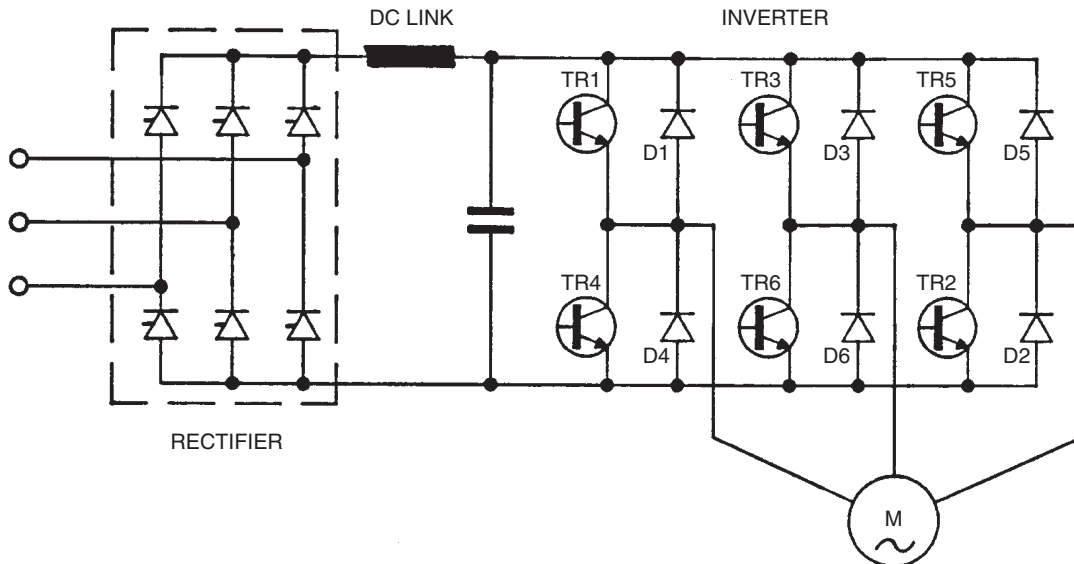 DC LINK
INVERTER
TR1
TR3
TR5
D1
D3
D5
TR4
TR6
TR2
D4
D6
D2
RECTIFIER
M